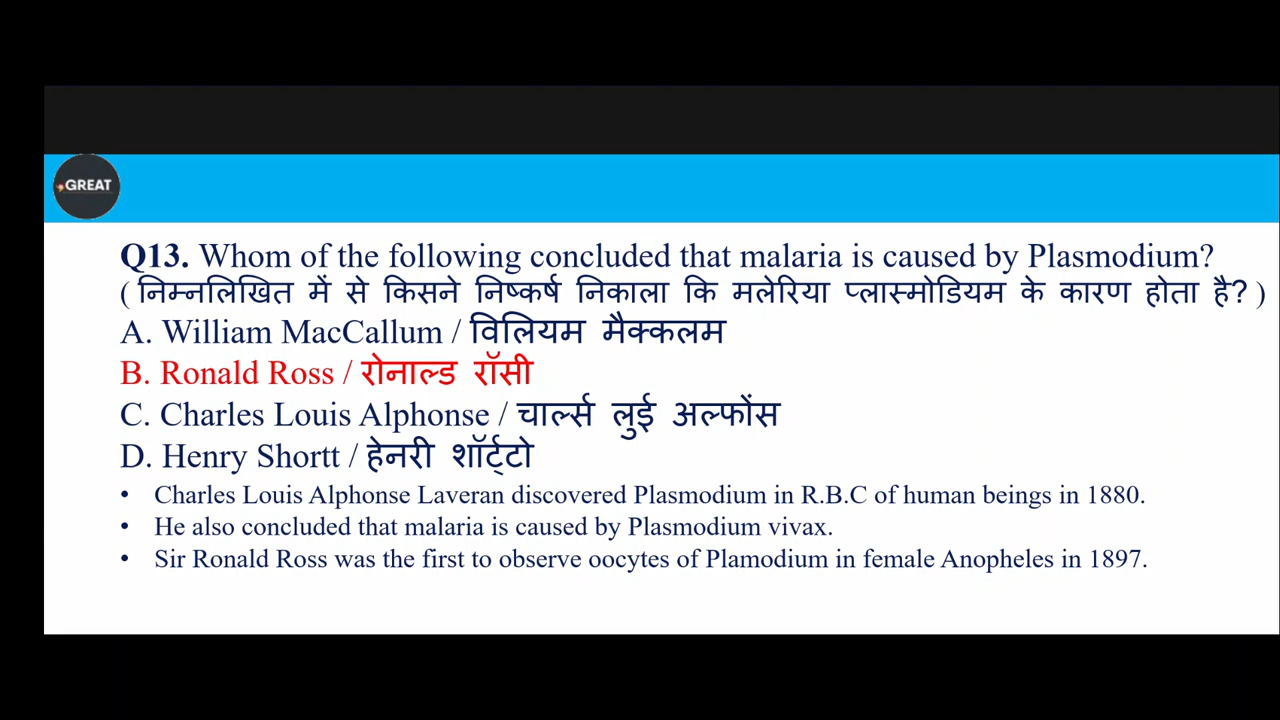 GREAT
Q13. Whom of the following concluded that malaria is caused by Plasmodium?
( निम्नलिखित में से किसने निष्कर्ष निकाला कि मलेरिया प्लास्मोडियम के कारण होता है? )
A. William MacCallum / विलियम मैक्कलम
B. Ronald Ross / रोनाल्ड रॉसी
C. Charles Louis Alphonse / चार्ल्स लुई अल्फोंस
D. Henry Shortt / हेनरी शॉर्ट्टो
• Charles Louis Alphonse Laveran discovered Plasmodium in R.B.C of human beings in 1880.
• He also concluded that malaria is caused by Plasmodium vivax.
• Sir Ronald Ross was the first to observe oocytes of Plamodium in female Anopheles in 1897.